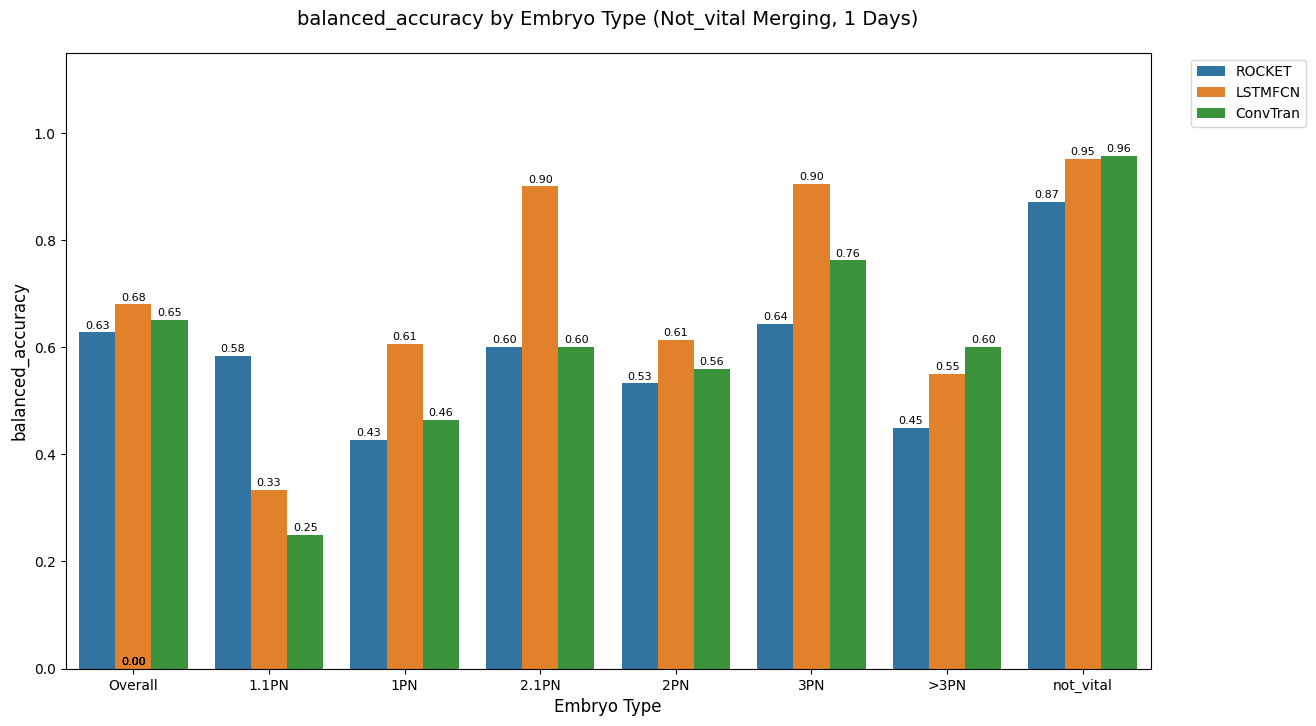 balanced_accuracy by Embryo Type (Not_vital Merging, 1 Days)
ROCKET
LSTMFCN
ConvTran
balanced_accuracy
1.0
0.8
0.6
0.4
0.2
0.0
0.63
0.68
0.65
0.00
0.58
0.33
0.25
0.43
0.61
0.46
0.60
0.90
0.60
0.53
0.61
0.56
0.64
0.90
0.76
0.45
0.55
0.60
0.87
0.95
0.96
Overall
1.1PN
1PN
2.1PN
2PN
3PN
>3PN
not_vital
Embryo Type